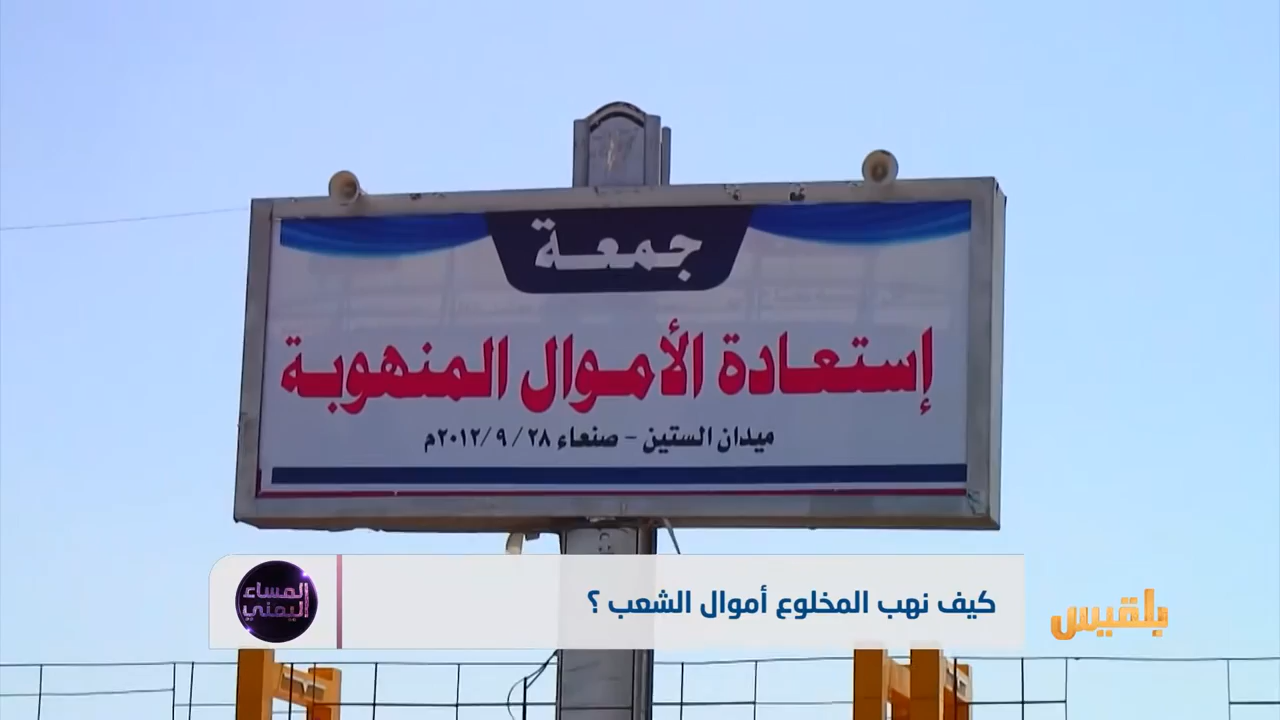 جمعة
إستعادة الأموال المنهوبة
ميدان الستين - صنعاء ٢٨ / ٩ /٢٠١٢م
كيف نهب المخلوع أموال الشعب ؟
المساء
اليمني
بلقيس